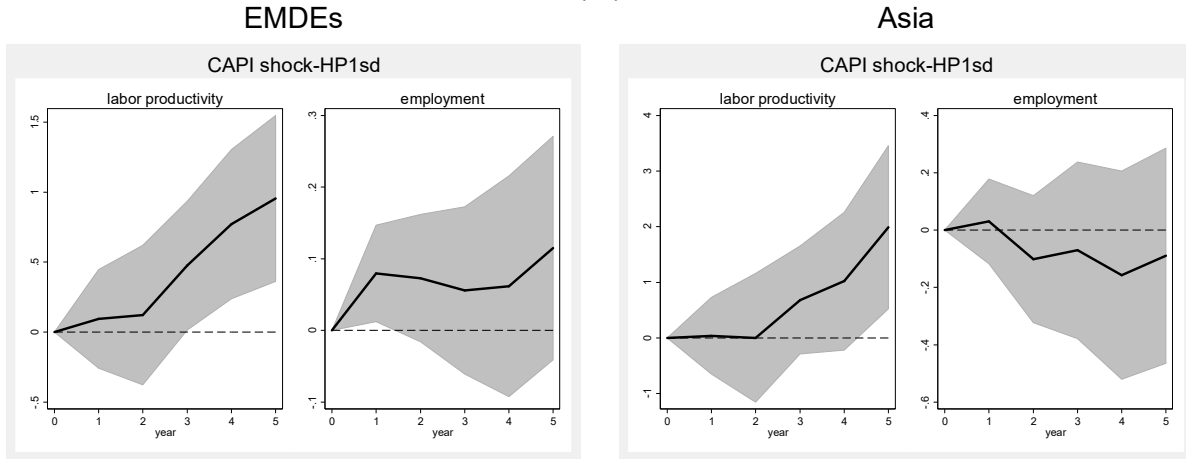 EMDEs
CAPI shock-HP1sd
labor productivity
1.5
1
.5
0
-.5
0 1 2 3 4 5
year
employment
.3
.2
.1
0
-.1
0 1 2 3 4 5
year
Asia
CAPI shock-HP1sd
labor productivity
4
3
2
1
0
-1
0 1 2 3 4 5
year
employment
.4
.2
0
-.2
-.4
-.6
0 1 2 3 4 5
year